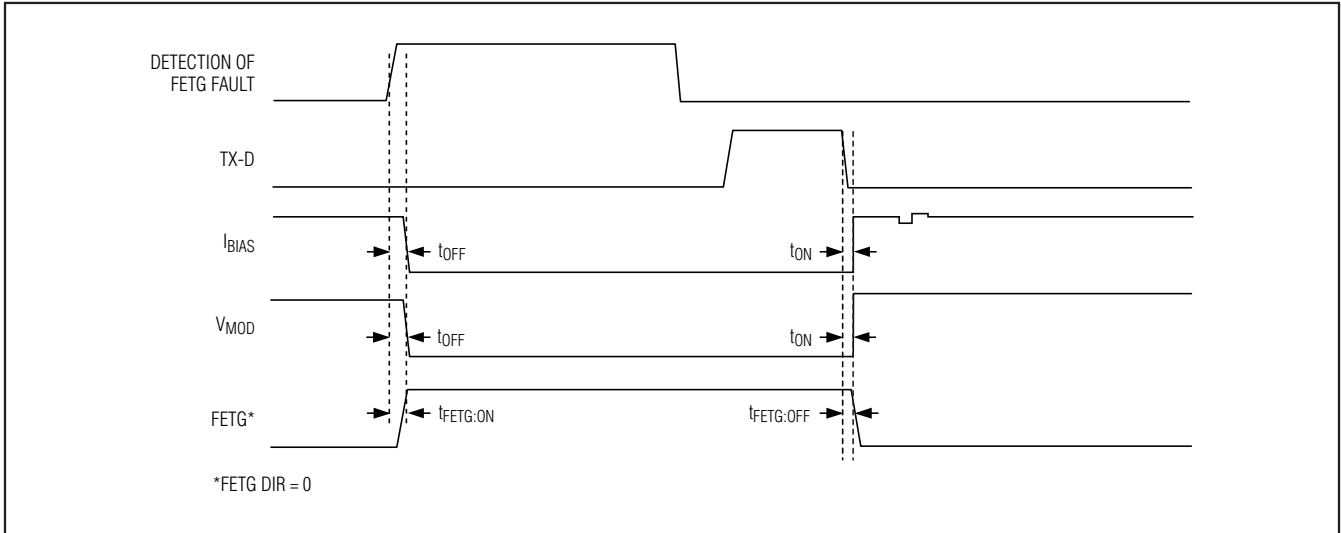 DETECTION OF
FETG FAULT
TX-D
IBIAS
tOFF
tON
VMOD
tOFF
tON
FETG*
tFETG:ON
tFETG:OFF
*FETG DIR = 0